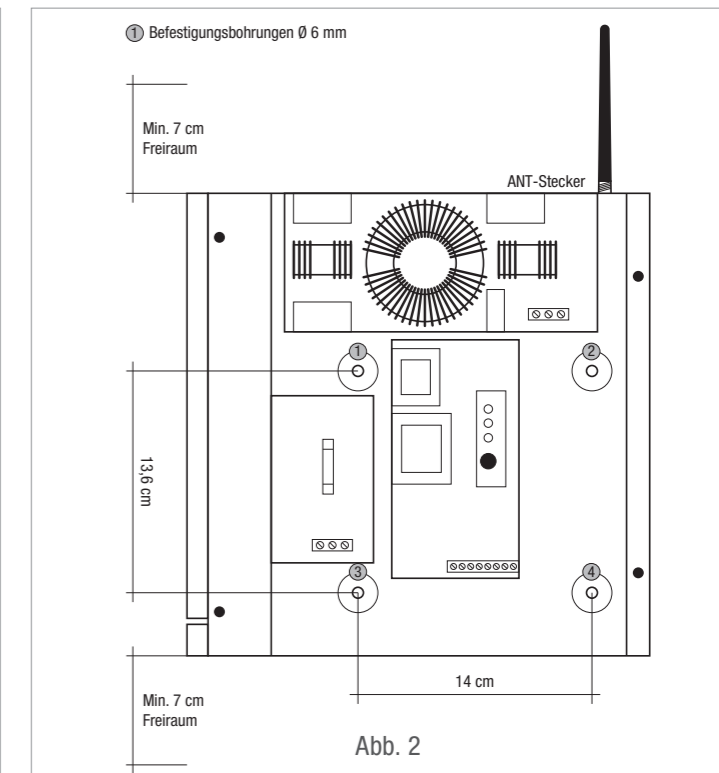 1 Befestigungsbohrungen Ø 6 mm
Min. 7 cm
Freiraum
ANT-Stecker
1
2
13,6 cm
3
4
14 cm
Min. 7 cm
Freiraum
Abb. 2